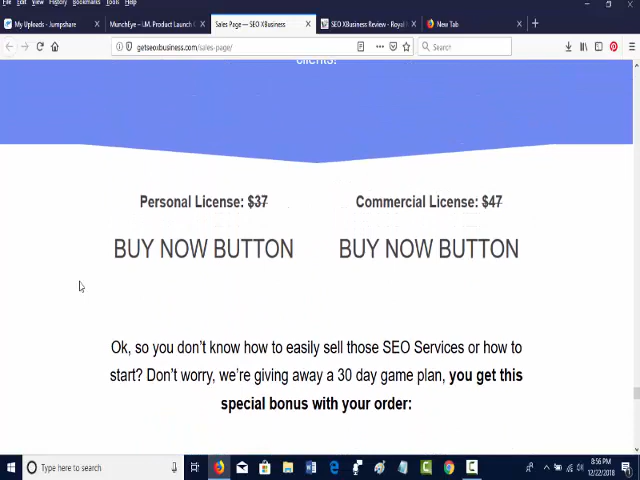 File Edit View History Bookmarks Tools Help
My Uploads - Jumpshare
MunchEye – I.M. Product Launch C
Sales Page — SEO XBusiness
SEO XBusiness Review - Royal
New Tab
getseoxbusiness.com/sales-page/
Search
clients!
Personal License: $37
Commercial License: $47
BUY NOW BUTTON
BUY NOW BUTTON
Ok, so you don't know how to easily sell those SEO Services or how to
start? Don't worry, we're giving away a 30 day game plan, you get this
special bonus with your order:
Type here to search
8:56 PM
12/22/2018